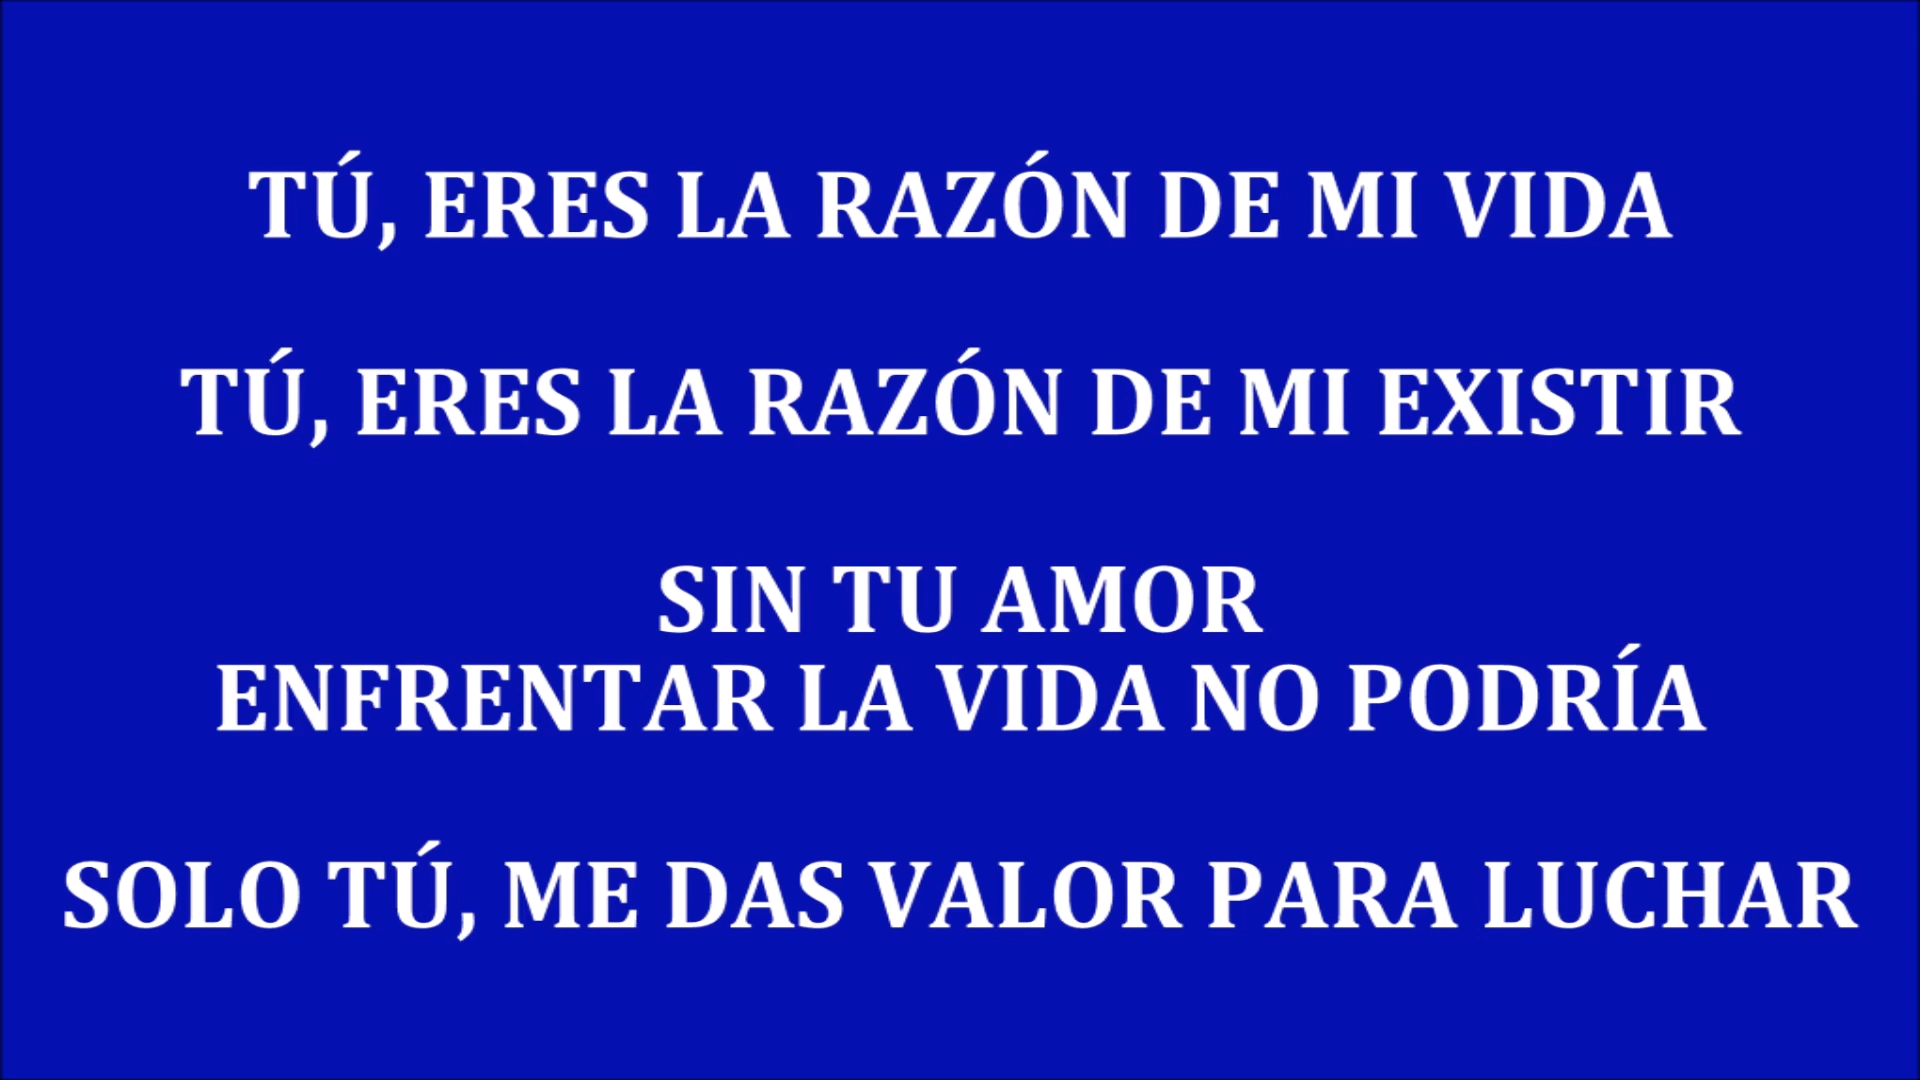 TÚ, ERES LA RAZÓN DE MI VIDA
TÚ, ERES LA RAZÓN DE MI EXISTIR
SIN TU AMOR
ENFRENTAR LA VIDA NO PODRÍA
SOLO TÚ, ME DAS VALOR PARA LUCHAR